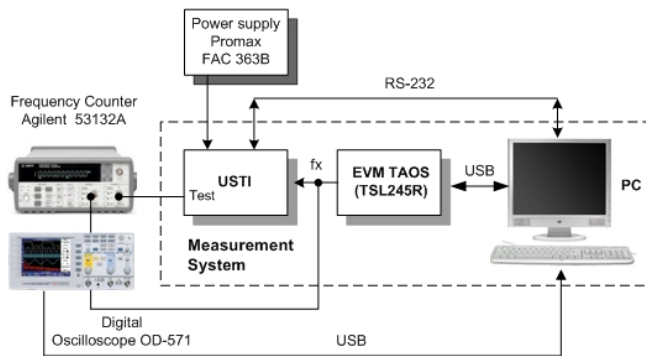 Power supply
Promax
FAC 363B
RS-232
Frequency Counter
Agilent 53132A
fx
USTI
Test
EVM TAOS
(TSL245R)
USB
PC
Measurement
System
Digital
Oscilloscope OD-571
USB